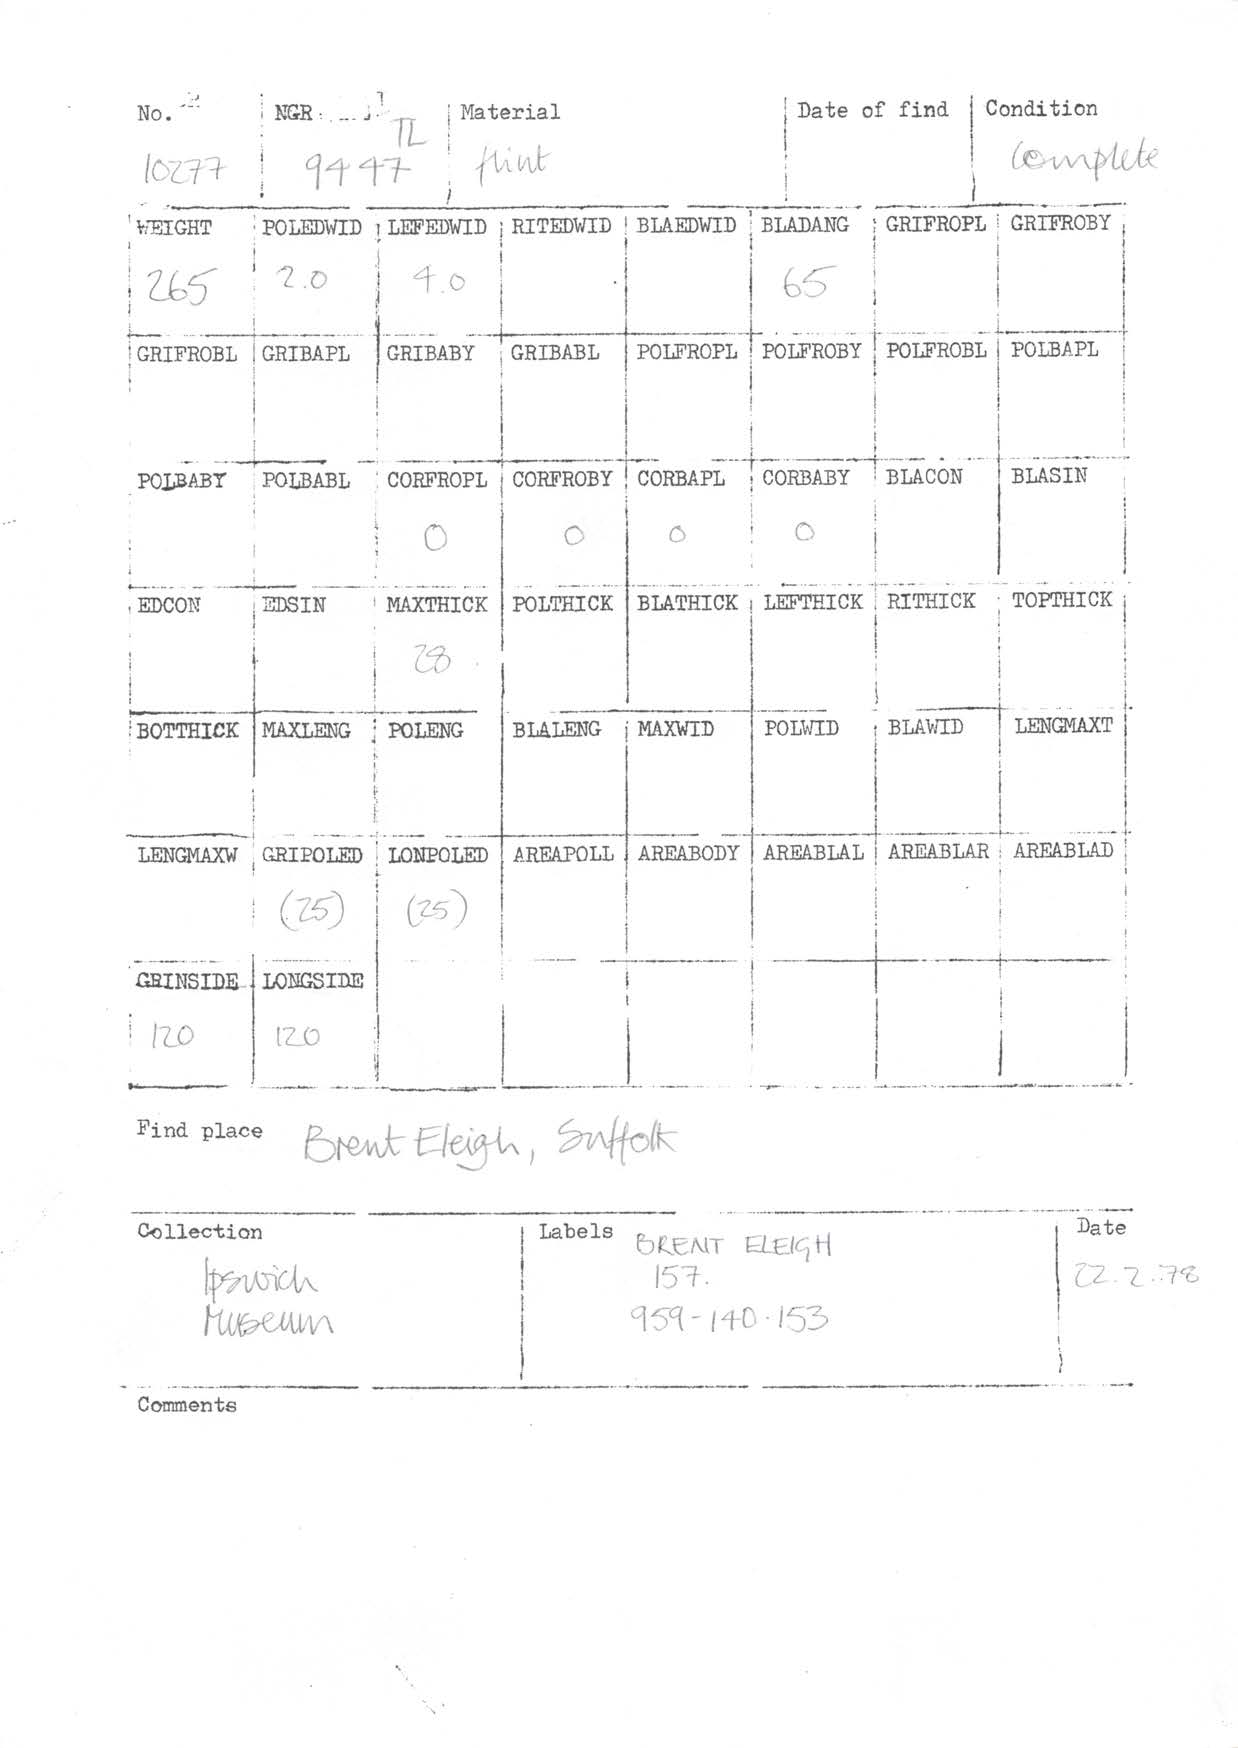 No. NGR Material Date of find Condition
10277 TL 9447 flint complete
WEIGHT POLEDWID LEFEDWID RITEDWID BLAEDWID BLADANG GRIFROPL GRIFROBY
265 2.0 4.0 65
GRIFROBL GRIBAPL GRIBABY GRIBABL POLFROPL POLFROBY POLFROBL POLBAPL
POLBABY POLBABL CORFROPL CORFROBY CORBAPL CORBABY BLACON BLASIN
0 0 0 0
EDCON EDSIN MAXTHICK POLTHICK BLATHICK LEFTHICK RITHICK TOPTHICK
28
BOTTHICK MAXLENG POLENG BLALENG MAXWID POLWID BLAWID LENGMAXT
LENGMAXW GRIPOLED LONPOLED AREAPOLL AREABODY AREABLAL AREABLAR AREABLAD
(25) (25)
GRINSIDE LONGSIDE
120 120
Find place Brent Eleigh, Suffolk
Collection Labels Date
Ipswich BRENT ELEIGH 22.2.78
Museum 157.
959-140.153
Comments